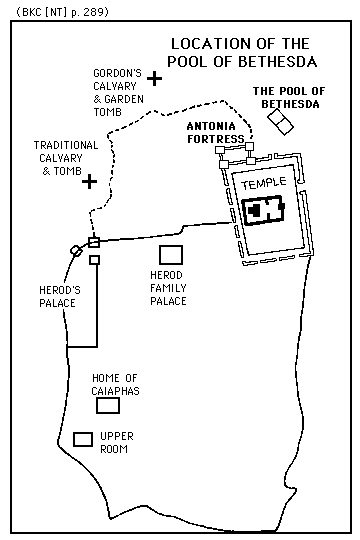 (BKC [NT] p. 289)
LOCATION OF THE
POOL OF BETHESDA
GORDON'S
CALVARY
& GARDEN
TOMB
THE POOL OF
BETHESDA
ANTONIA
FORTRESS
TRADITIONAL
CALVARY
& TOMB
TEMPLE
HEROD'S
PALACE
HEROD
FAMILY
PALACE
HOME OF
CAIAPHAS
UPPER
ROOM